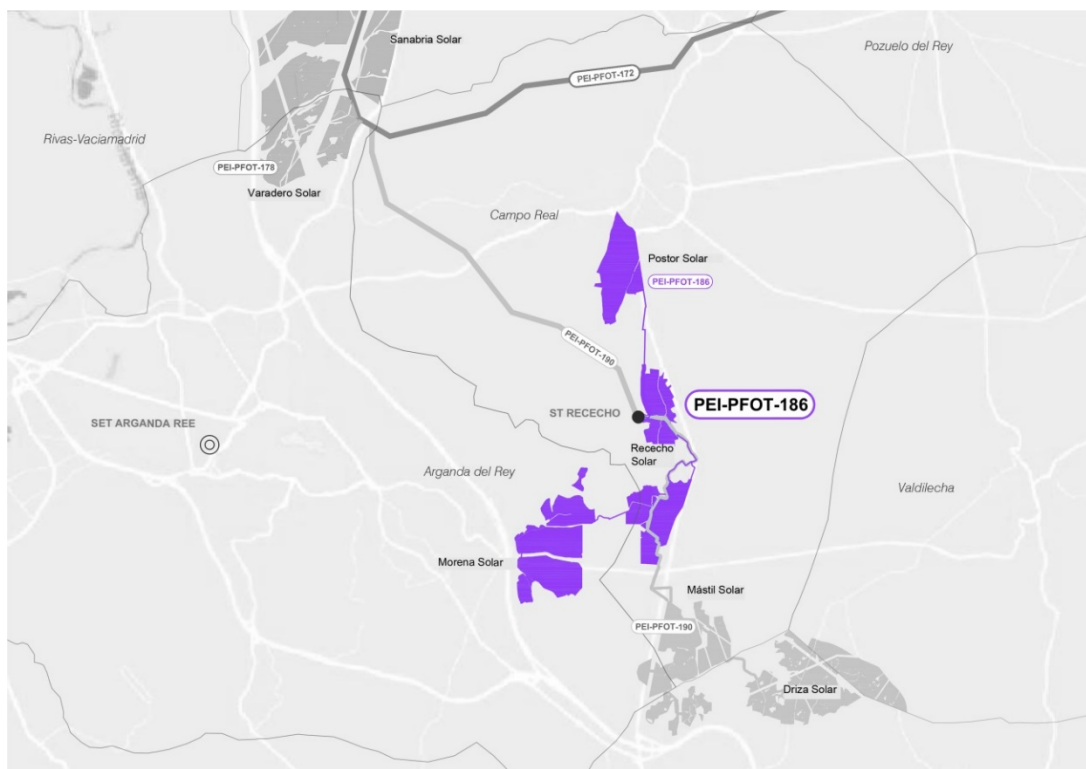 Sanabria Solar
Pozuelo del Rey
PEI-PFOT-172
Rivas-Vaciamadrid
PEI-PFOT-178
Varadero Solar
Campo Real
Postor Solar
PEI-PFOT-186
PEI-PFOT-190
PEI-PFOT-186
ST RECECHO
SET ARGANDA REE
Rececho
Solar
Arganda del Rey
Valdilecha
Morena Solar
Mástil Solar
PEI-PFOT-190
Driza Solar